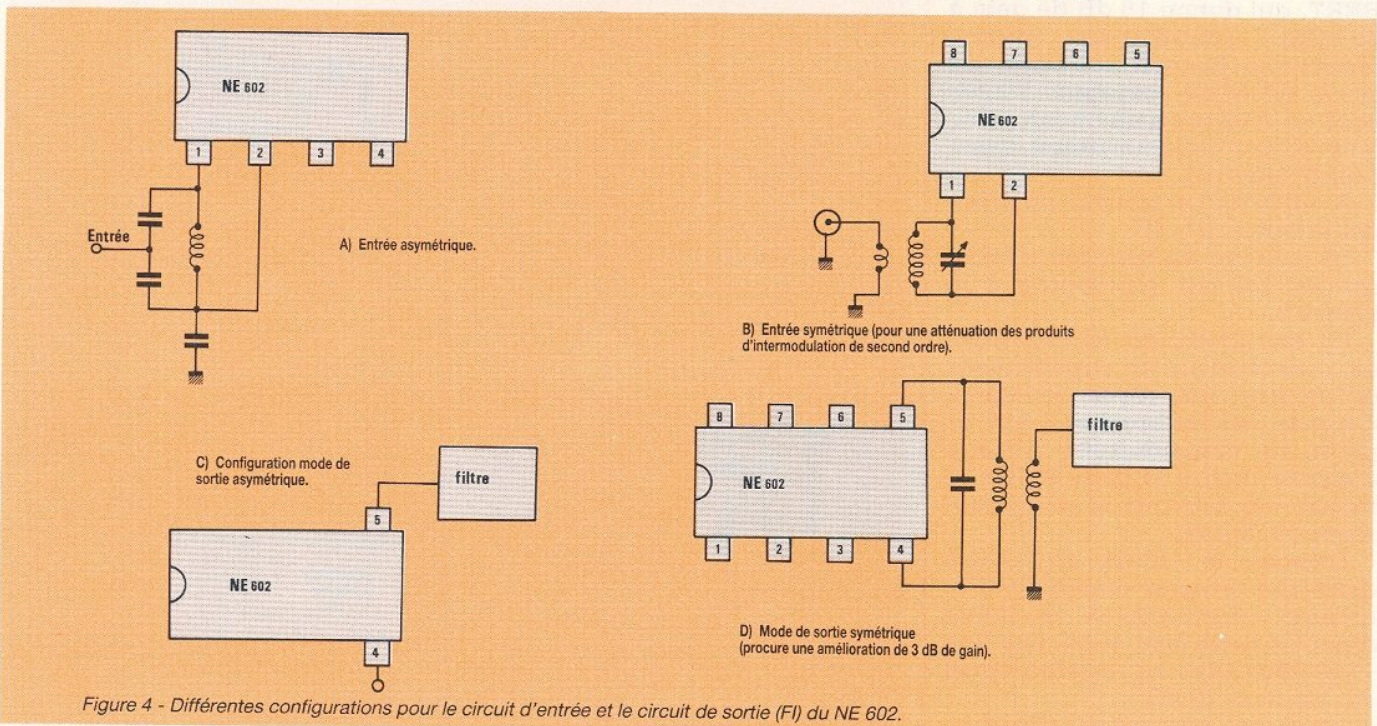 NE 602
1 2 3 4
Entrée
A) Entrée asymétrique.
8 7 6 5
NE 602
1 2
B) Entrée symétrique (pour une atténuation des produits
d'intermodulation de second ordre).
C) Configuration mode de
sortie asymétrique.
filtre
5
NE 602
4
8 7 6 5
filtre
NE 602
1 2 3 4
D) Mode de sortie symétrique
(procure une amélioration de 3 dB de gain).
Figure 4 - Différentes configurations pour le circuit d'entrée et le circuit de sortie (FI) du NE 602.